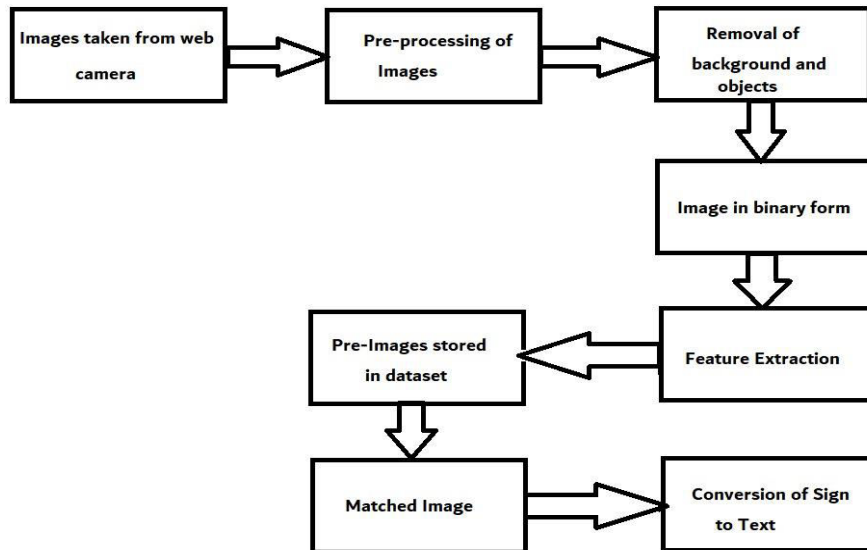 Images taken from web
camera
Pre-processing of
Images
Removal of
background and
objects
Image in binary form
Feature Extraction
Pre-Images stored
in dataset
Matched Image
Conversion of Sign
to Text